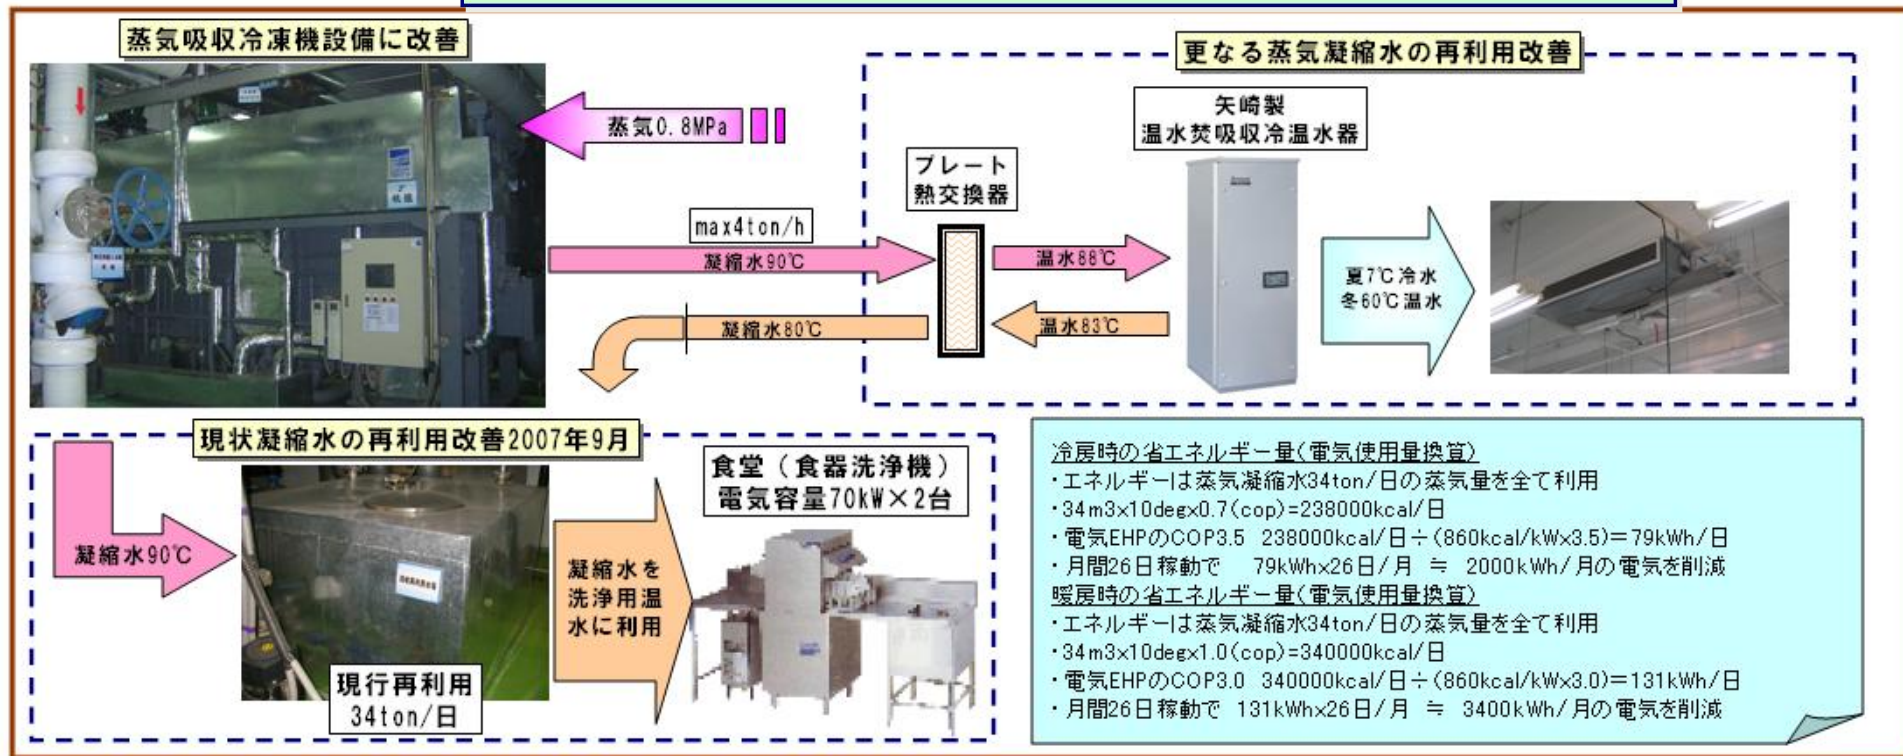 蒸気吸収冷凍機設備に改善
更なる蒸気凝縮水の再利用改善
蒸気0.8MPa
矢崎製
温水焚吸収冷温水器
プレート
熱交換器
max4ton/h
凝縮水90℃
温水88℃
夏7℃冷水
冬60℃温水
凝縮水80℃
温水83℃
現状凝縮水の再利用改善2007年9月
食堂（食器洗浄機）
電気容量70kW×2台
凝縮水90℃
凝縮水を
洗浄用温
水に利用
現行再利用
34ton/日
冷房時の省エネルギー量(電気使用量換算)
・エネルギーは蒸気凝縮水34ton/日の蒸気量を全て利用
・34m3x10degx0.7(cop)=238000kcal/日
・電気EHPのCOP3.5 238000kcal/日÷(860kcal/kWx3.5)=79kWh/日
・月間26日稼動で 79kWhx26日/月 ≒ 2000kWh/月の電気を削減
暖房時の省エネルギー量(電気使用量換算)
・エネルギーは蒸気凝縮水34ton/日の蒸気量を全て利用
・34m3x10degx1.0(cop)=340000kcal/日
・電気EHPのCOP3.0 340000kcal/日÷(860kcal/kWx3.0)=131kWh/日
・月間26日稼動で 131kWhx26日/月 ≒ 3400kWh/月の電気を削減